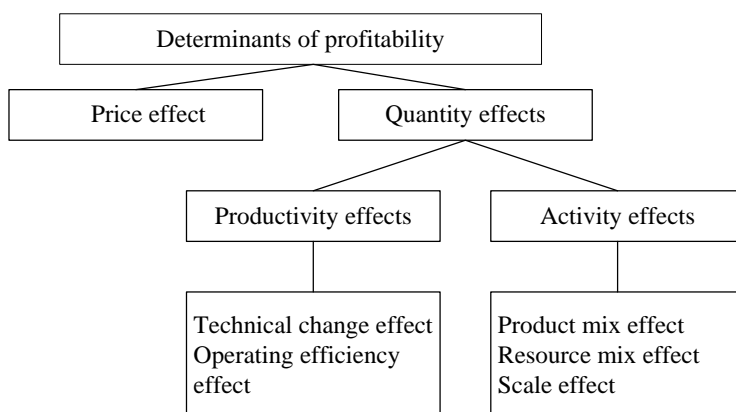 Determinants of profitability
Price effect
Quantity effects
Productivity effects
Activity effects
Technical change effect
Operating efficiency
effect
Product mix effect
Resource mix effect
Scale effect